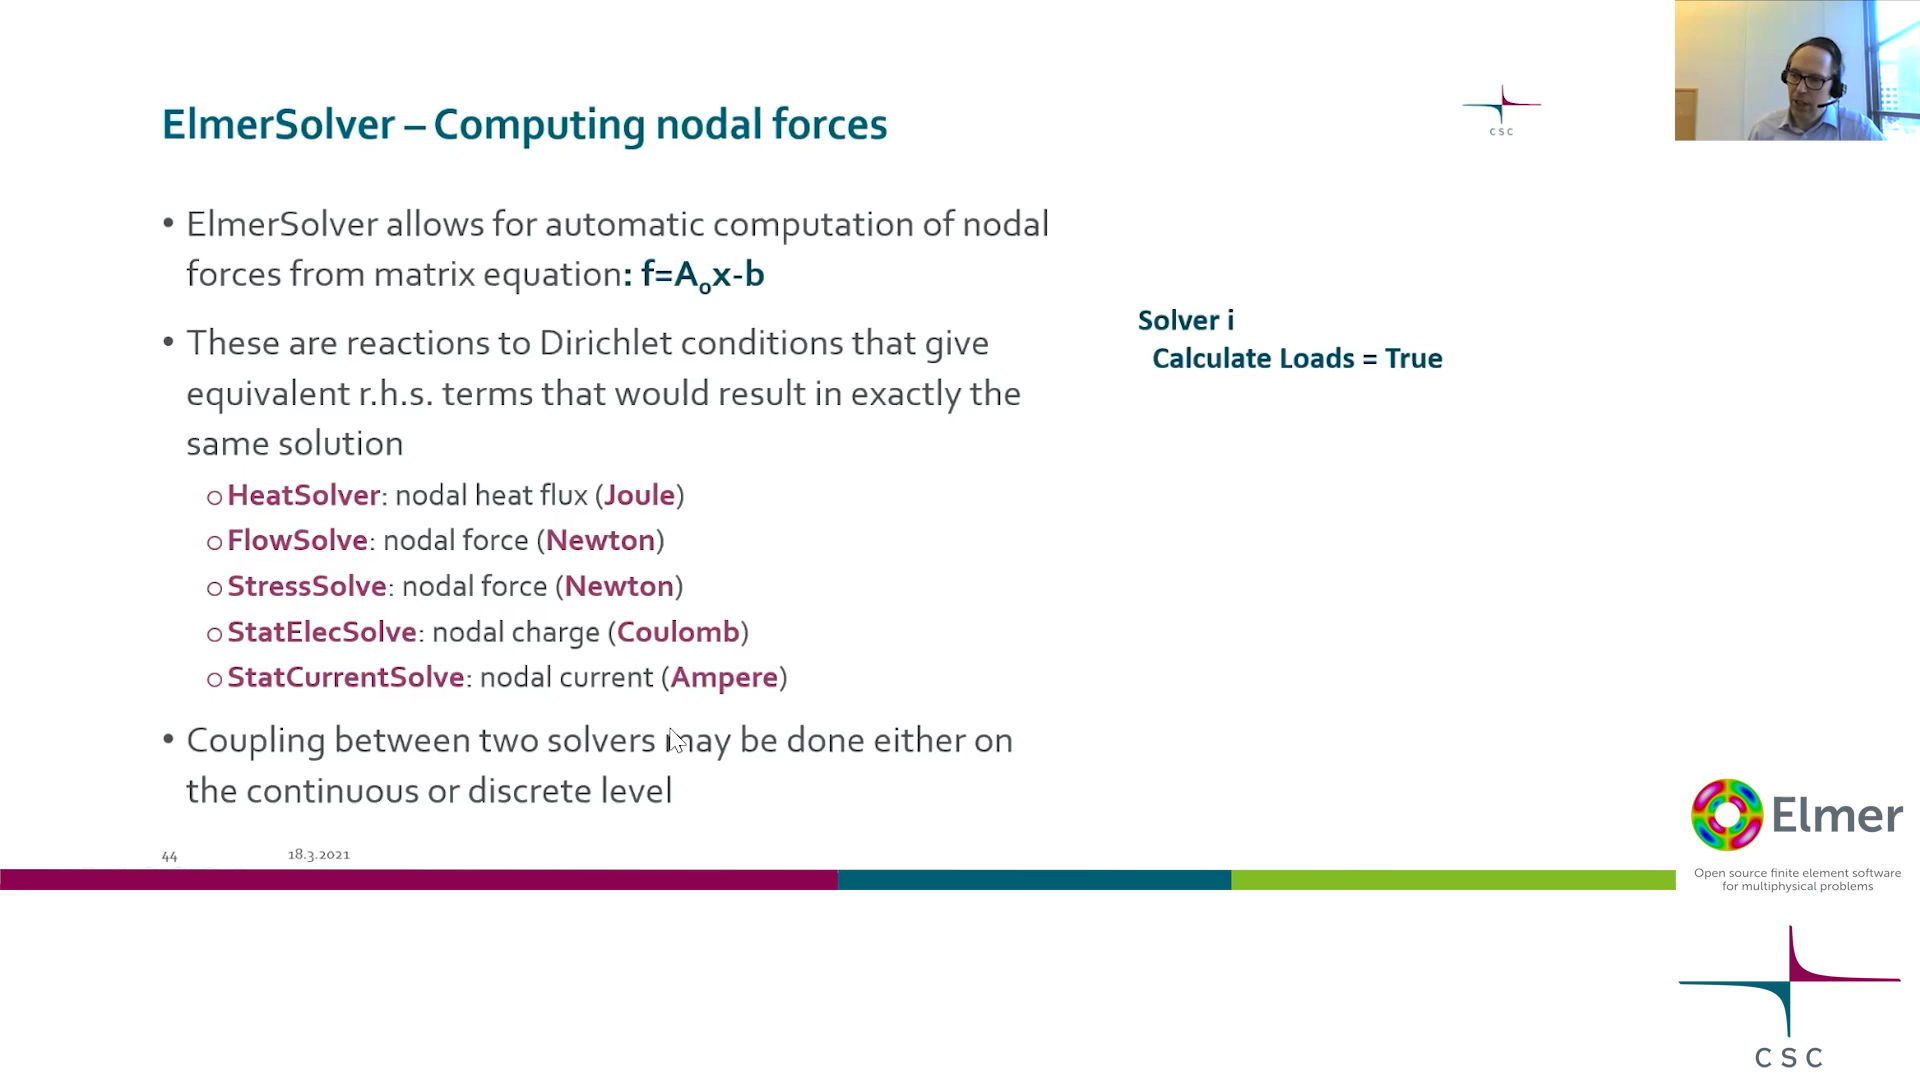 ElmerSolver – Computing nodal forces
CSC
• ElmerSolver allows for automatic computation of nodal
forces from matrix equation: f=A₀x-b
• These are reactions to Dirichlet conditions that give
equivalent r.h.s. terms that would result in exactly the
same solution
o HeatSolver: nodal heat flux (Joule)
o FlowSolve: nodal force (Newton)
o StressSolve: nodal force (Newton)
o StatElecSolve: nodal charge (Coulomb)
o StatCurrentSolve: nodal current (Ampere)
• Coupling between two solvers may be done either on
the continuous or discrete level
Solver i
Calculate Loads = True
44 18.3.2021
Elmer
Open source finite element software
for multiphysical problems
CSC